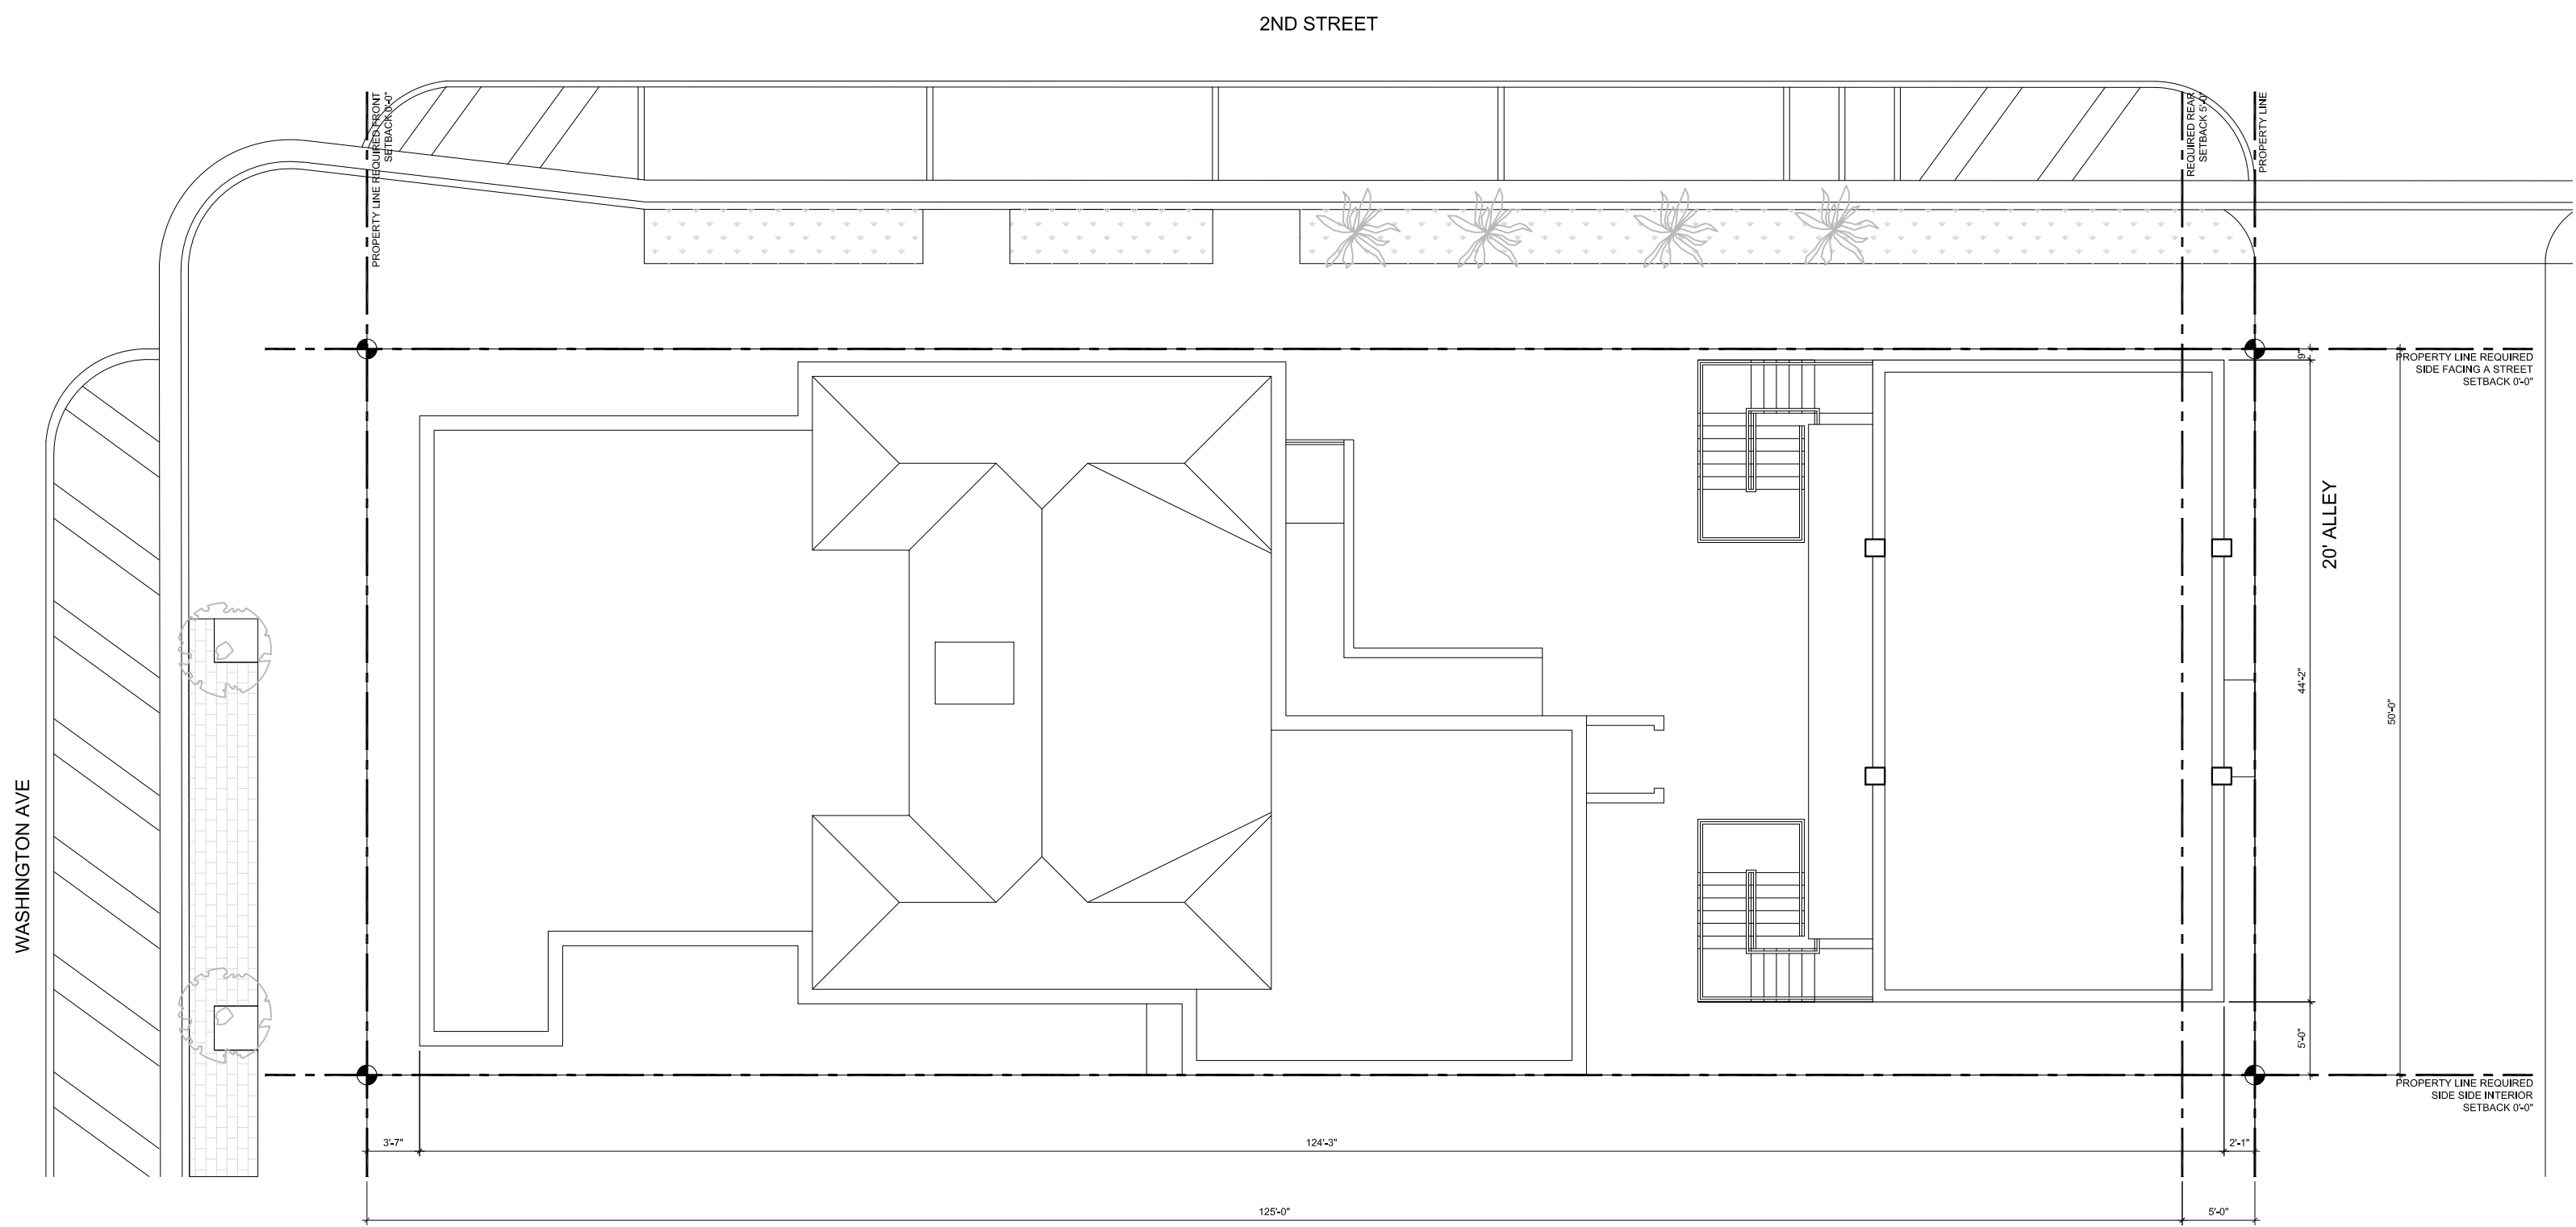 2ND STREET
PROPERTY LINE REQUIRED FRONT
SETBACK 0'-0"
REQUIRED REAR
SETBACK 5'-0"
PROPERTY LINE
9"
PROPERTY LINE REQUIRED
SIDE FACING A STREET
SETBACK 0'-0"
20' ALLEY
44'-2"
50'-0"
WASHINGTON AVE
5'-0"
PROPERTY LINE REQUIRED
SIDE SIDE INTERIOR
SETBACK 0'-0"
3'-7"
124'-3"
2'-1"
125'-0"
5'-0"